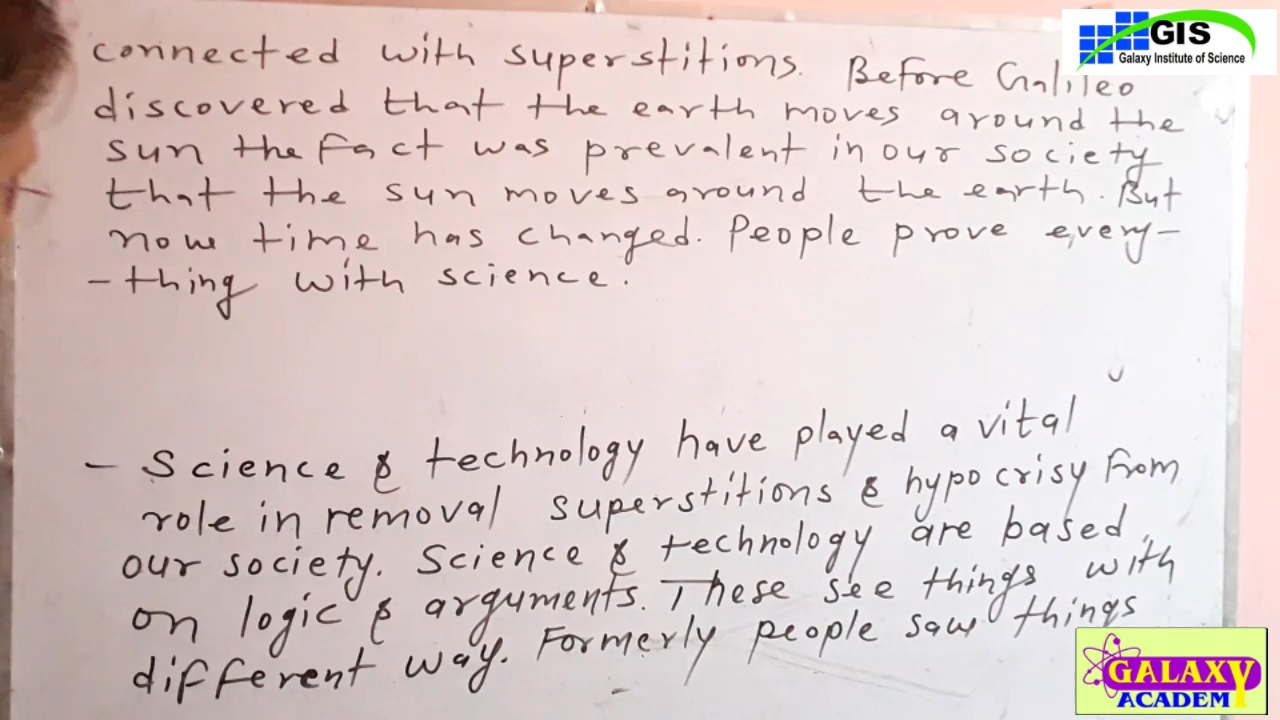 GIS
Galaxy Institute of Science
connected with superstitions. Before Galileo
discovered that the earth moves around the
sun the fact was prevalent in our society
that the sun moves around the earth. But
now time has changed. People prove every-
-thing with science.
- Science & technology have played a vital
role in removal superstitions & hypocrisy from
our society. Science & technology are based
on logic & arguments. These see things with
different way. Formerly people saw things
GALAXY
ACADEMY